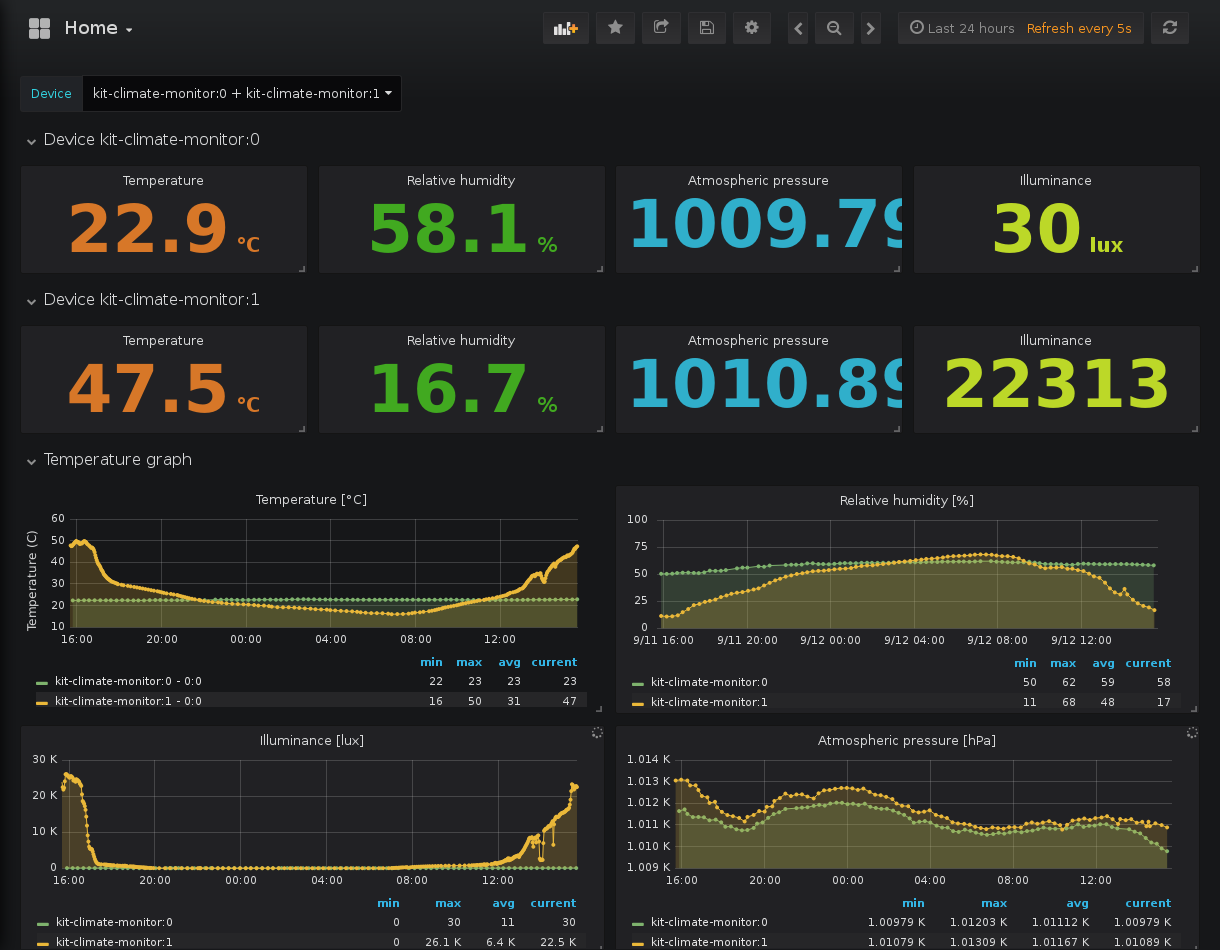 Home
Last 24 hours Refresh every 5s
Device kit-climate-monitor:0 + kit-climate-monitor:1
Device kit-climate-monitor:0
Temperature Relative humidity Atmospheric pressure Illuminance
22.9 °C 58.1 % 1009.79 30 lux
Device kit-climate-monitor:1
Temperature Relative humidity Atmospheric pressure Illuminance
47.5 °C 16.7 % 1010.89 22313
Temperature graph
Temperature [°C]
Temperature (C)
60
50
40
30
20
10
16:00 20:00 00:00 04:00 08:00 12:00
min max avg current
kit-climate-monitor:0 - 0:0 22 23 23 23
kit-climate-monitor:1 - 0:0 16 50 31 47
Relative humidity [%]
100
75
50
25
0
9/11 16:00 9/11 20:00 9/12 00:00 9/12 04:00 9/12 08:00 9/12 12:00
min max avg current
kit-climate-monitor:0 50 62 59 58
kit-climate-monitor:1 11 68 48 17
Illuminance [lux]
30 K
20 K
10 K
0
16:00 20:00 00:00 04:00 08:00 12:00
min max avg current
kit-climate-monitor:0 0 30 11 30
kit-climate-monitor:1 0 26.1 K 6.4 K 22.5 K
Atmospheric pressure [hPa]
1.014 K
1.013 K
1.012 K
1.011 K
1.010 K
1.009 K
16:00 20:00 00:00 04:00 08:00 12:00
min max avg current
kit-climate-monitor:0 1.00979 K 1.01203 K 1.01112 K 1.00979 K
kit-climate-monitor:1 1.01079 K 1.01309 K 1.01167 K 1.01089 K